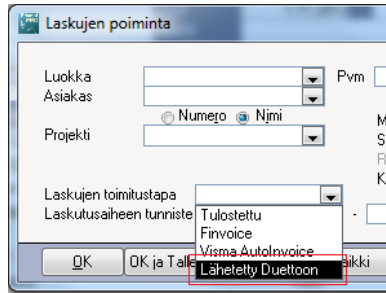 Laskujen poiminta
Luokka
Pvm
Asiakas
Numero Nimi
Projekti
M
S
R
K
Laskujen toimitustapa
Laskutusaiheen tunniste
-
Tulostettu
Finvoice
Visma AutoInvoice
Lähetetty Duettoon
OK
OK ja Talle
aikki